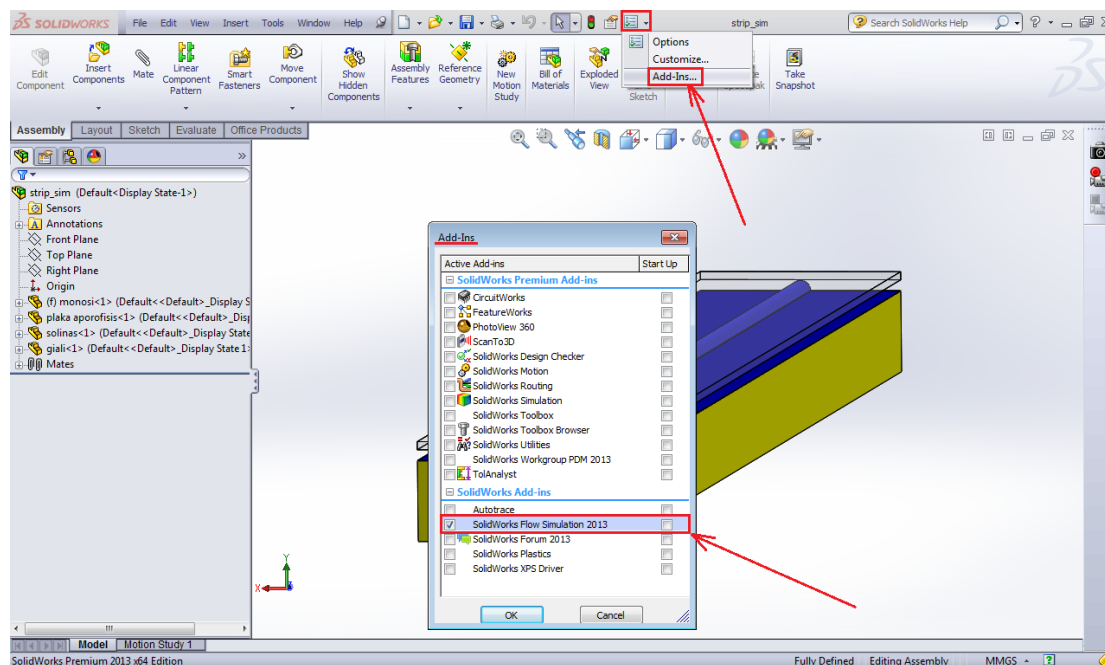 SOLIDWORKS File Edit View Insert Tools Window Help strip_sim Search SolidWorks Help
Options
Customize...
Add-Ins...
Edit Component
Insert Components
Mate
Linear Component Pattern
Smart Fasteners
Move Component
Show Hidden Components
Assembly Features
Reference Geometry
New Motion Study
Bill of Materials
Exploded View
Sketch
Take Snapshot
Assembly Layout Sketch Evaluate Office Products
strip_sim (Default<Display State-1>)
Sensors
Annotations
Front Plane
Top Plane
Right Plane
Origin
(f) monosi<1> (Default<<Default>_Display S
plaka aporofisis<1> (Default<<Default>_Disp
solinas<1> (Default<<Default>_Display State
giali<1> (Default<<Default>_Display State 1>
Mates
Add-Ins
Active Add-ins Start Up
SolidWorks Premium Add-ins
CircuitWorks
FeatureWorks
PhotoView 360
ScanTo3D
SolidWorks Design Checker
SolidWorks Motion
SolidWorks Routing
SolidWorks Simulation
SolidWorks Toolbox
SolidWorks Toolbox Browser
SolidWorks Utilities
SolidWorks Workgroup PDM 2013
TolAnalyst
SolidWorks Add-ins
Autotrace
SolidWorks Flow Simulation 2013
SolidWorks Forum 2013
SolidWorks Plastics
SolidWorks XPS Driver
OK Cancel
Y
X
Model Motion Study 1
SolidWorks Premium 2013 x64 Edition Fully Defined Editing Assembly MMGS